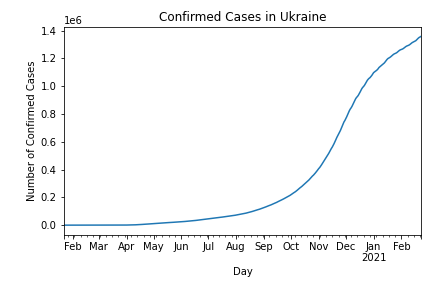 Confirmed Cases in Ukraine
1e6
1.4
1.2
1.0
0.8
0.6
0.4
0.2
0.0
Number of Confirmed Cases
Feb Mar Apr May Jun Jul Aug Sep Oct Nov Dec Jan Feb
2021
Day